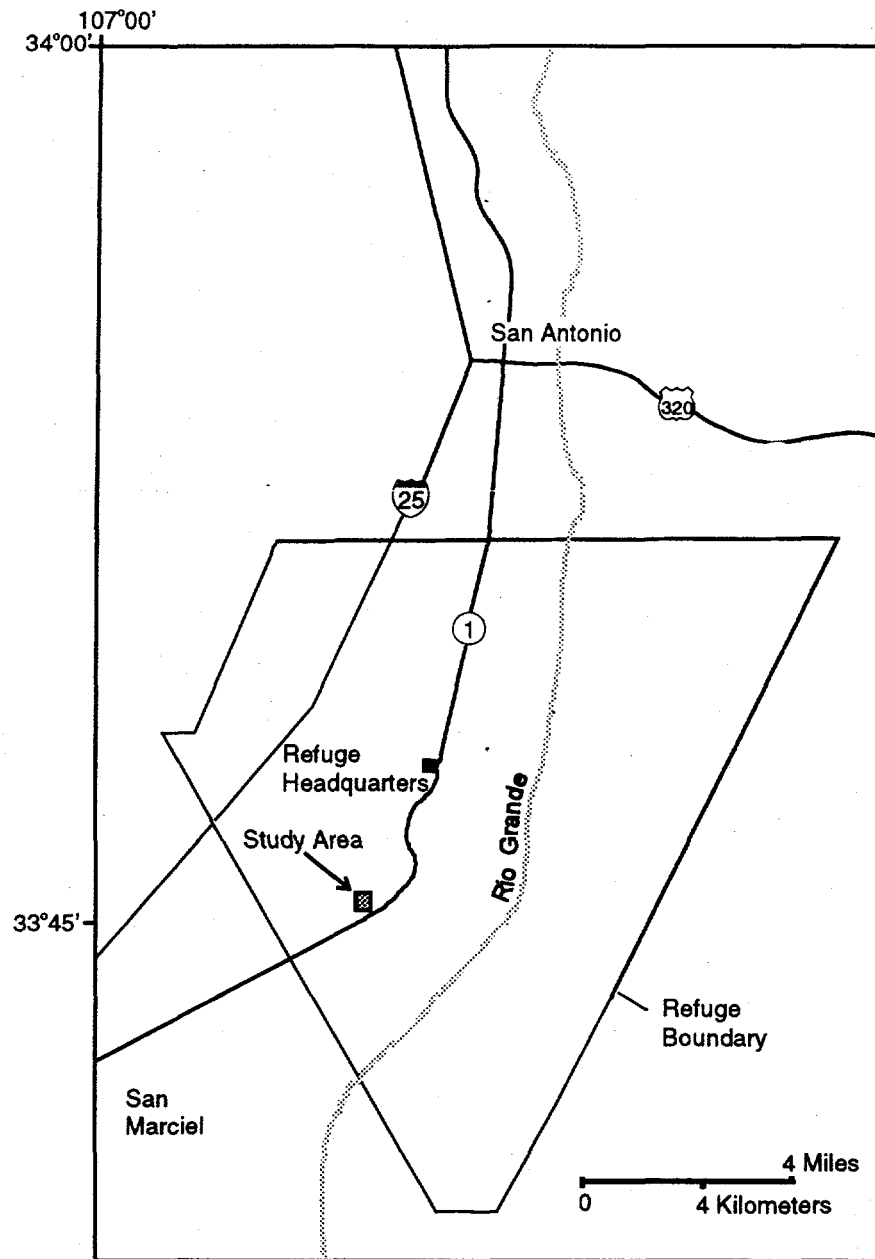 107°00'
34°00'
San Antonio
320
25
1
Refuge
Headquarters
Study Area
Rio Grande
33°45'
Refuge
Boundary
San
Marciel
4 Miles
0
4 Kilometers